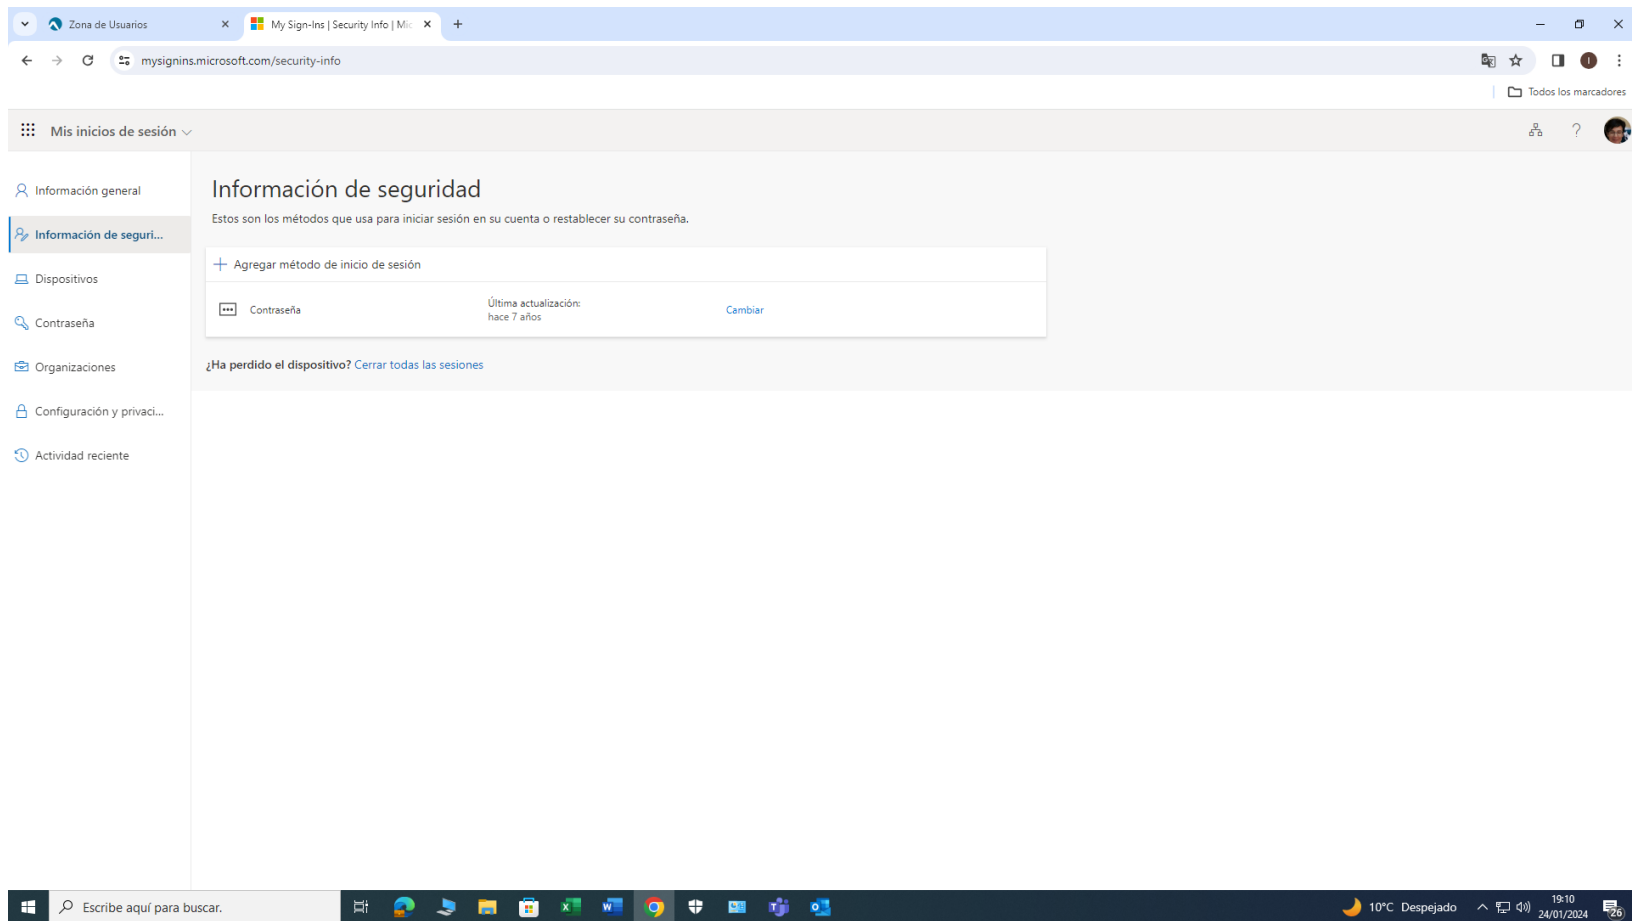 Zona de Usuarios
My Sign-Ins | Security Info | Mic
mysignins.microsoft.com/security-info
I
Todos los marcadores
Mis inicios de sesión
?
Información general
Información de seguri...
Dispositivos
Contraseña
Organizaciones
Configuración y privaci...
Actividad reciente
Información de seguridad
Estos son los métodos que usa para iniciar sesión en su cuenta o restablecer su contraseña.
Agregar método de inicio de sesión
Contraseña
Última actualización:
hace 7 años
Cambiar
¿Ha perdido el dispositivo? Cerrar todas las sesiones
Escribe aquí para buscar.
10°C Despejado
19:10
24/01/2024
26